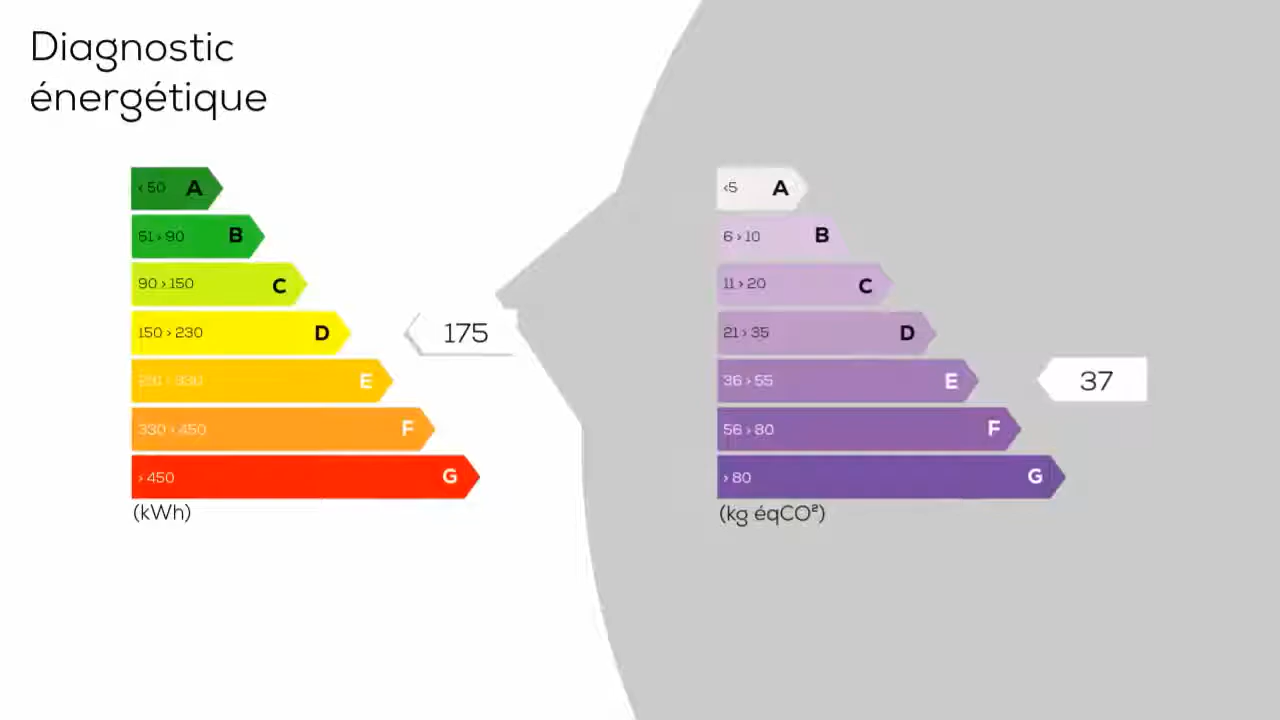 Diagnostic
énergétique
< 50 A
51 > 90 B
90 > 150 C
150 > 230 D
175
E
330 > 450 F
> 450 G
(kWh)
<5 A
6 > 10 B
11 > 20 C
21 > 35 D
36 > 55 E
37
56 > 80 F
> 80 G
(kg éqCO²)